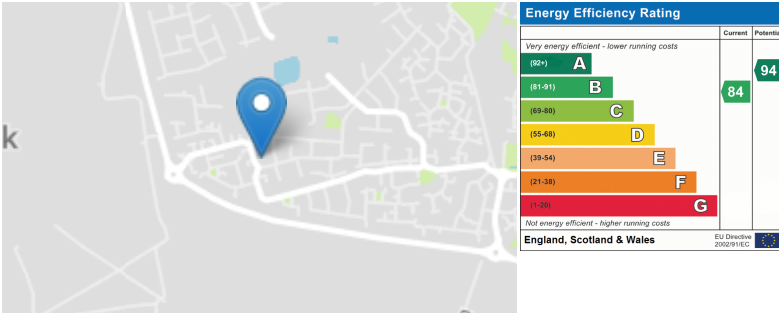 k
Energy Efficiency Rating
Current Potentia
Very energy efficient - lower running costs
(92+) A
94
(81-91) B
84
(69-80) C
(55-68) D
(39-54) E
(21-38) F
(1-20) G
Not energy efficient - higher running costs
England, Scotland & Wales
EU Directive
2002/91/EC